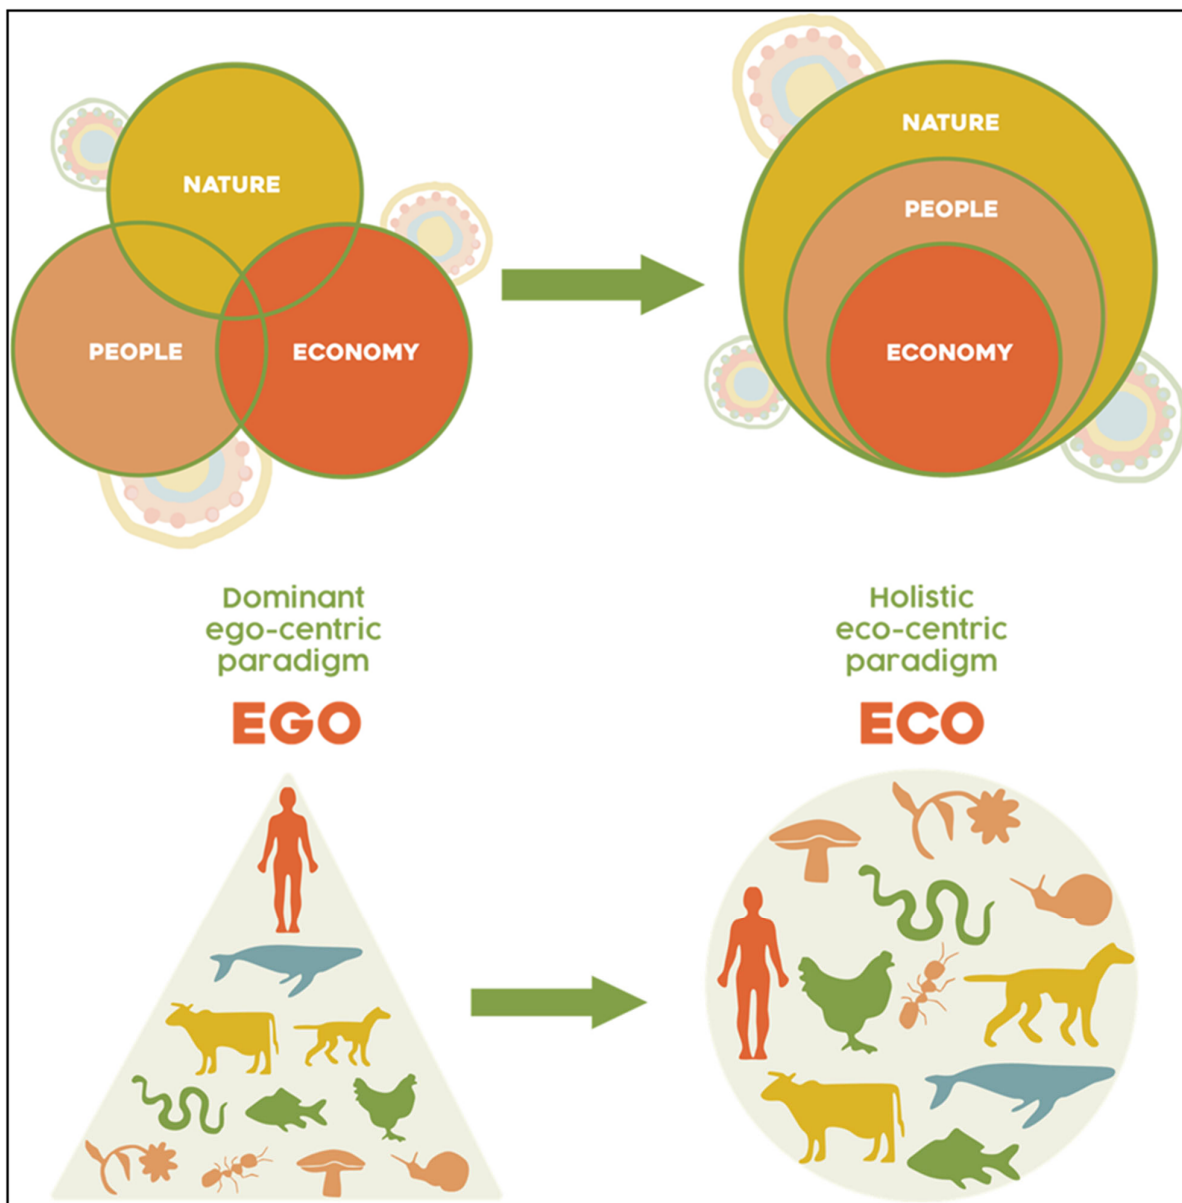 NATURE
PEOPLE
ECONOMY
NATURE
PEOPLE
ECONOMY
Dominant
ego-centric
paradigm
EGO
Holistic
eco-centric
paradigm
ECO